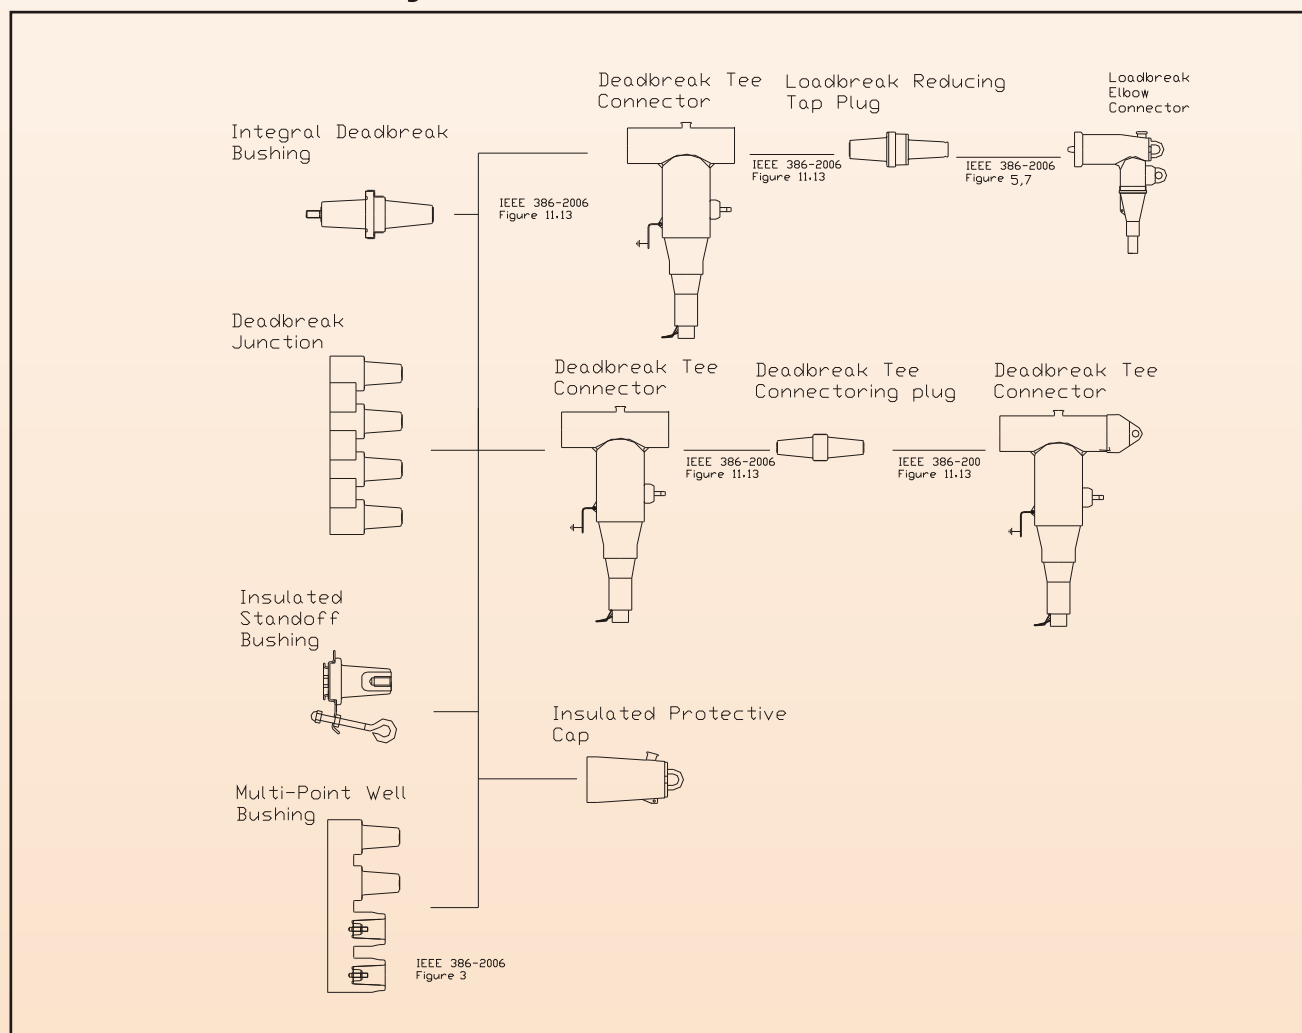 Deadbreak Tee
Connector
Loadbreak Reducing
Tap Plug
Loadbreak
Elbow
Connector
Integral Deadbreak
Bushing
IEEE 386-2006
Figure 11.13
IEEE 386-2006
Figure 11.13
IEEE 386-2006
Figure 5,7
Deadbreak
Junction
Deadbreak Tee
Connector
Deadbreak Tee
Connectoring plug
Deadbreak Tee
Connector
IEEE 386-2006
Figure 11.13
IEEE 386-200
Figure 11.13
Insulated
Standoff
Bushing
Insulated Protective
Cap
Multi-Point Well
Bushing
IEEE 386-2006
Figure 3